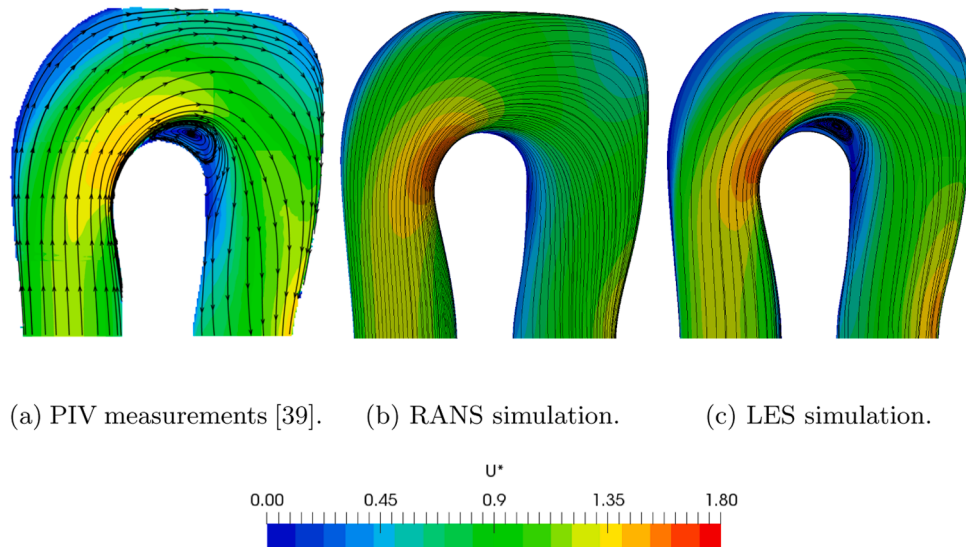 (a) PIV measurements [39]. (b) RANS simulation. (c) LES simulation.
U*
0.00 0.45 0.9 1.35 1.80